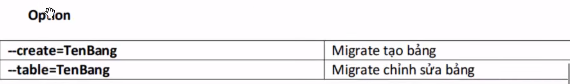 Option
--create=TenBang Migrate tạo bảng
--table=TenBang Migrate chỉnh sửa bảng